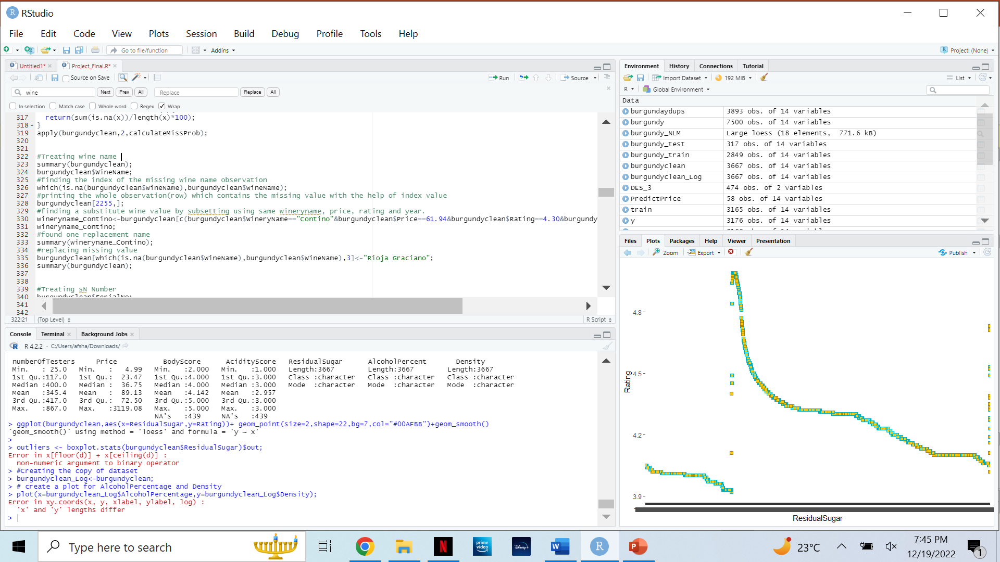 RStudio
File Edit Code View Plots Session Build Debug Profile Tools Help
Go to file/function Addins Project: (None)
Untitled1* Project_Final.R*
Source on Save Run Source
wine Next Prev All Replace Replace All
In selection Match case Whole word Regex Wrap
317 return(sum(is.na(x))/length(x)*100);
318 }
319 apply(burgundyclean,2,calculateMissProb);
320
321
322 #Treating wine name
323 summary(burgundyclean);
324 burgundyclean$WineName;
325 #finding the index of the missing wine name observation
326 which(is.na(burgundyclean$WineName),burgundyclean$WineName);
327 #printing the whole observation(row) which contains the missing value with the help of index value
328 burgundyclean[2255,];
329 #finding a substitute wine value by subsetting using same wineryname, price, rating and year.
330 wineryname_Contino<-burgundyclean[c(burgundyclean$WineryName=="Contino"&burgundyclean$Price==61.94&burgundyclean$Rating==4.30&burgundy
331 wineryname_Contino;
332 #found one replacement name
333 summary(wineryname_Contino);
334 #replacing missing value
335 burgundyclean[which(is.na(burgundyclean$WineName),burgundyclean$WineName),3]<-"Rioja Graciano";
336 summary(burgundyclean);
337
338
339 #Treating sN Number
340 burgundyclean$SerialNo;
341
342
322:21 (Top Level) R Script
Console Terminal Background Jobs
R 4.2.2 · C:/Users/afsha/Downloads/
numberOfTesters Price BodyScore AcidityScore ResidualSugar AlcoholPercent Density
Min. : 25.0 Min. : 4.99 Min. :2.000 Min. :1.000 Length:3667 Length:3667 Length:3667
1st Qu.:117.0 1st Qu.: 23.47 1st Qu.:4.000 1st Qu.:3.000 Class :character Class :character Class :character
Median :400.0 Median : 36.75 Median :4.000 Median :3.000 Mode :character Mode :character Mode :character
Mean :345.4 Mean : 89.13 Mean :4.142 Mean :2.957
3rd Qu.:417.0 3rd Qu.: 72.50 3rd Qu.:5.000 3rd Qu.:3.000
Max. :867.0 Max. :3119.08 Max. :5.000 Max. :3.000
NA's :439 NA's :439
> ggplot(burgundyclean,aes(x=ResidualSugar,y=Rating))+ geom_point(size=2,shape=22,bg=7,col="#00AFBB")+geom_smooth()
`geom_smooth()` using method = 'loess' and formula = 'y ~ x'
>
> outliers <- boxplot.stats(burgundyclean$ResidualSugar)$out;
Error in x[floor(d)] + x[ceiling(d)] :
non-numeric argument to binary operator
> #Creating the copy of dataset
> burgundyclean_Log<-burgundyclean;
> # create a plot for AlcoholPercentage and Density
> plot(x=burgundyclean_Log$AlcoholPercentage,y=burgundyclean_Log$Density);
Error in xy.coords(x, y, xlabel, ylabel, log) :
'x' and 'y' lengths differ
>
Environment History Connections Tutorial
Import Dataset 192 MiB List
R Global Environment
Data
burgundaydups 3893 obs. of 14 variables
burgundy 7500 obs. of 14 variables
burgundy_NLM Large loess (18 elements, 771.6 kB)
burgundy_test 317 obs. of 14 variables
burgundy_train 2849 obs. of 14 variables
burgundyclean 3667 obs. of 14 variables
burgundyclean_Log 3667 obs. of 14 variables
DES_3 474 obs. of 2 variables
PredictPrice 58 obs. of 14 variables
train 3165 obs. of 14 variables
y 3176 obs. of 14 variables
Files Plots Packages Help Viewer Presentation
Zoom Export Publish
4.8
4.5
4.2
3.9
Rating
ResidualSugar
Type here to search
N
prime video
Disney+
W
R
P
23°C
7:45 PM
12/19/2022
1